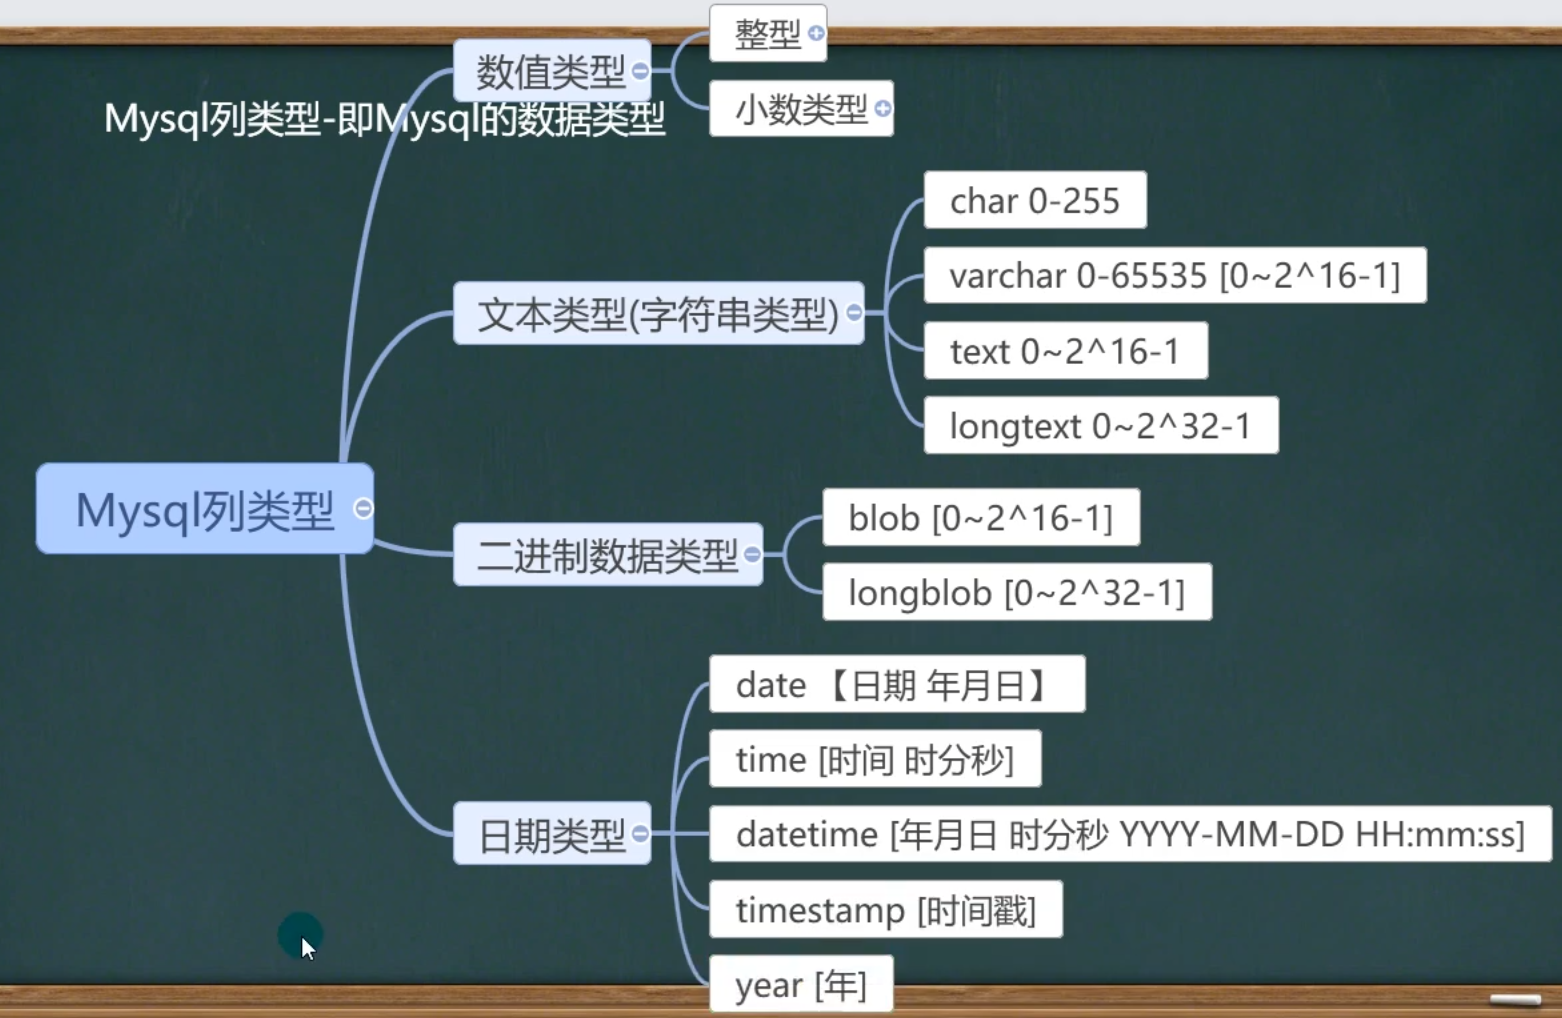 Mysql列类型-即Mysql的数据类型
Mysql列类型
数值类型
整型
小数类型
文本类型(字符串类型)
char 0-255
varchar 0-65535 [0~2^16-1]
text 0~2^16-1
longtext 0~2^32-1
二进制数据类型
blob [0~2^16-1]
longblob [0~2^32-1]
日期类型
date 【日期 年月日】
time [时间 时分秒]
datetime [年月日 时分秒 YYYY-MM-DD HH:mm:ss]
timestamp [时间戳]
year [年]